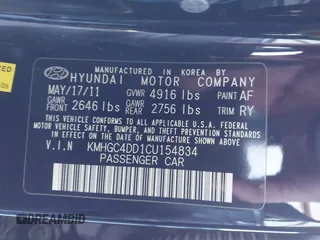 MANUFACTURED IN KOREA BY
HYUNDAI MOTOR COMPANY
MAY/17/11 GVWR 4916 lbs PAINT AF
GAWR FRONT 2646 lbs GAWR REAR 2756 lbs TRIM RY
THIS VEHICLE CONFORMS TO ALL APPLICABLE FEDERAL MOTOR
VEHICLE SAFETY, BUMPER, AND THEFT PREVENTION STANDARDS
IN EFFECT ON THE DATE OF MANUFACTURE SHOWN ABOVE.
V.I.N KMHGC4DD1CU154834
PASSENGER CAR
DREAMBID